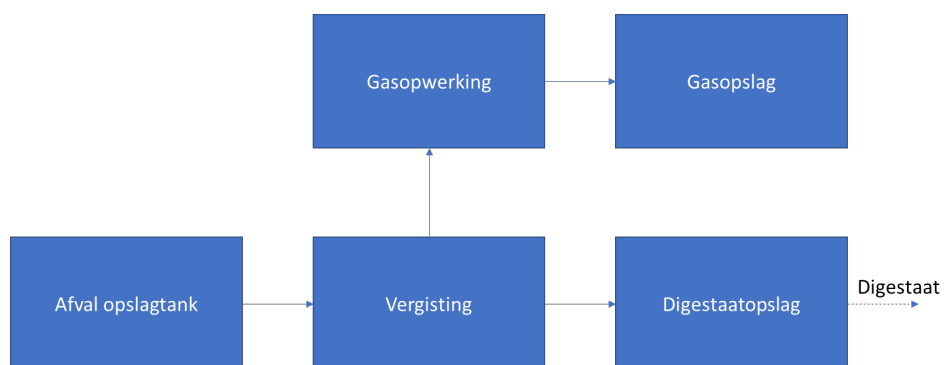 Gasopwerking
Gasopslag
Afval opslagtank
Vergisting
Digestaatopslag
Digestaat